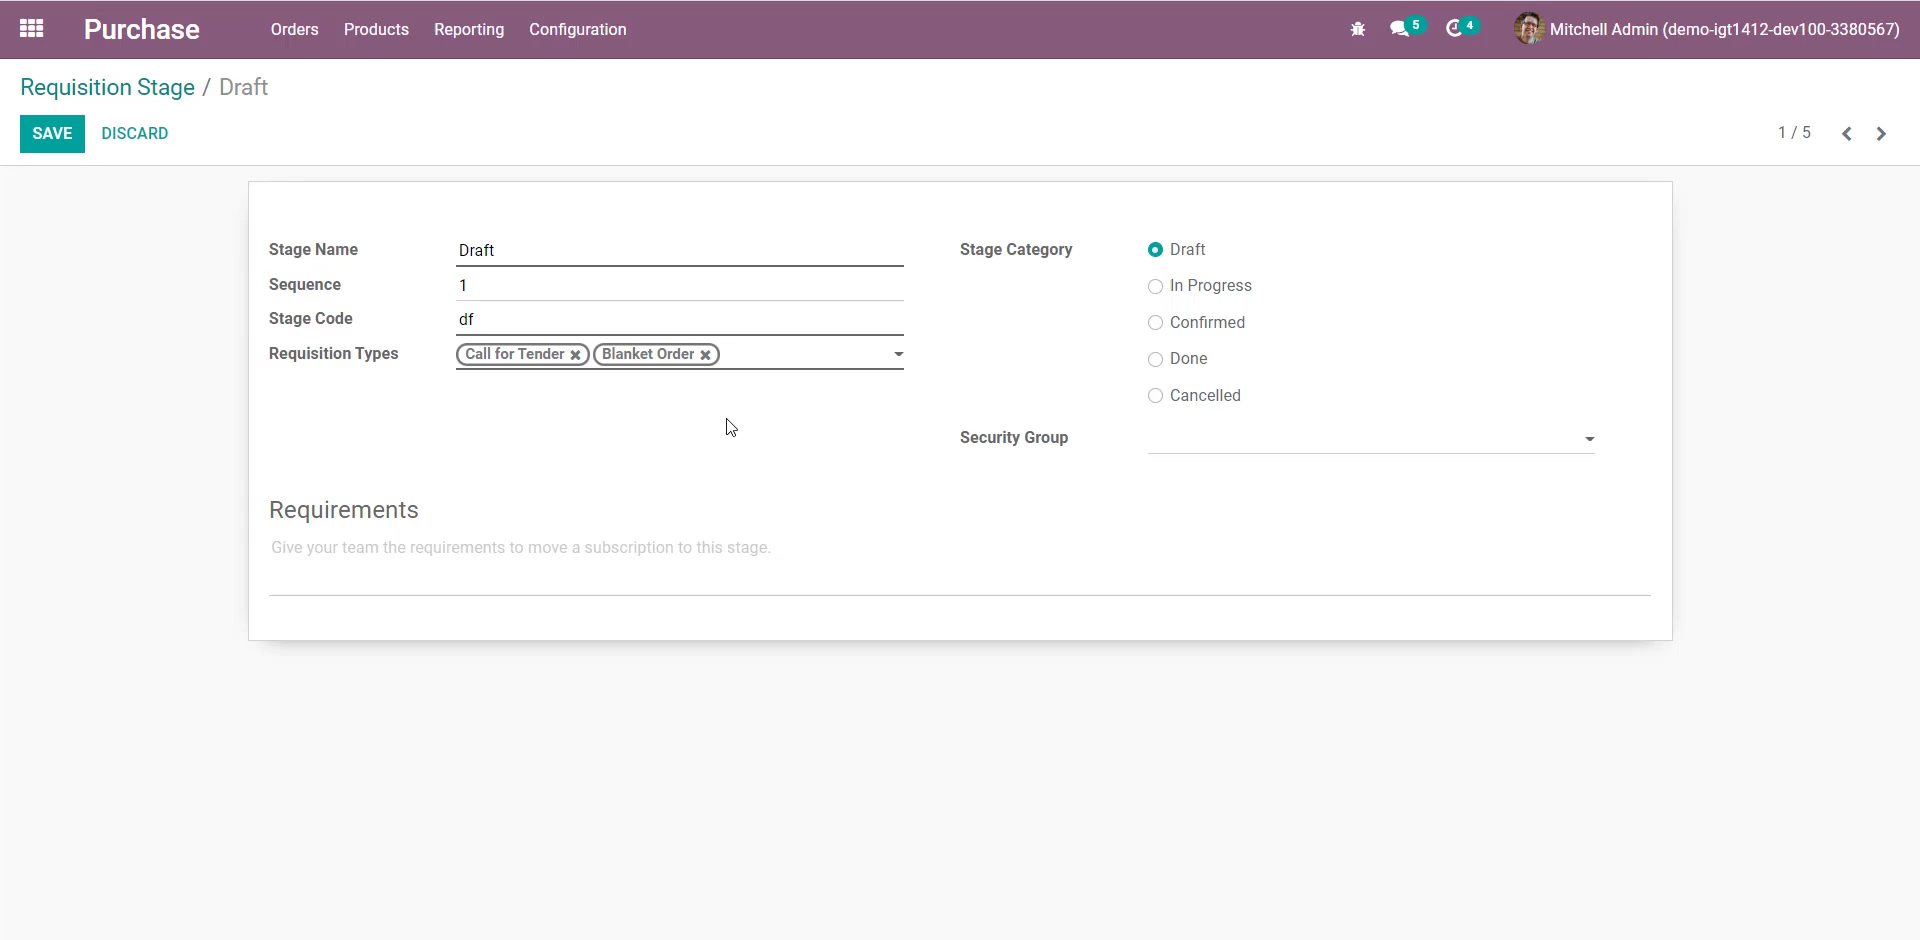 Purchase Orders Products Reporting Configuration 5 4 Mitchell Admin (demo-igt1412-dev100-3380567)
Requisition Stage / Draft
SAVE DISCARD 1 / 5
Stage Name Draft
Sequence 1
Stage Code df
Requisition Types Call for Tender Blanket Order
Stage Category Draft
In Progress
Confirmed
Done
Cancelled
Security Group
Requirements
Give your team the requirements to move a subscription to this stage.